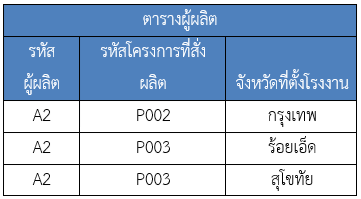 ตารางผู้ผลิต
รหัส
ผู้ผลิต
รหัสโครงการที่สั่ง
ผลิต
จังหวัดที่ตั้งโรงงาน
A2 P002 กรุงเทพ
A2 P003 ร้อยเอ็ด
A2 P003 สุโขทัย